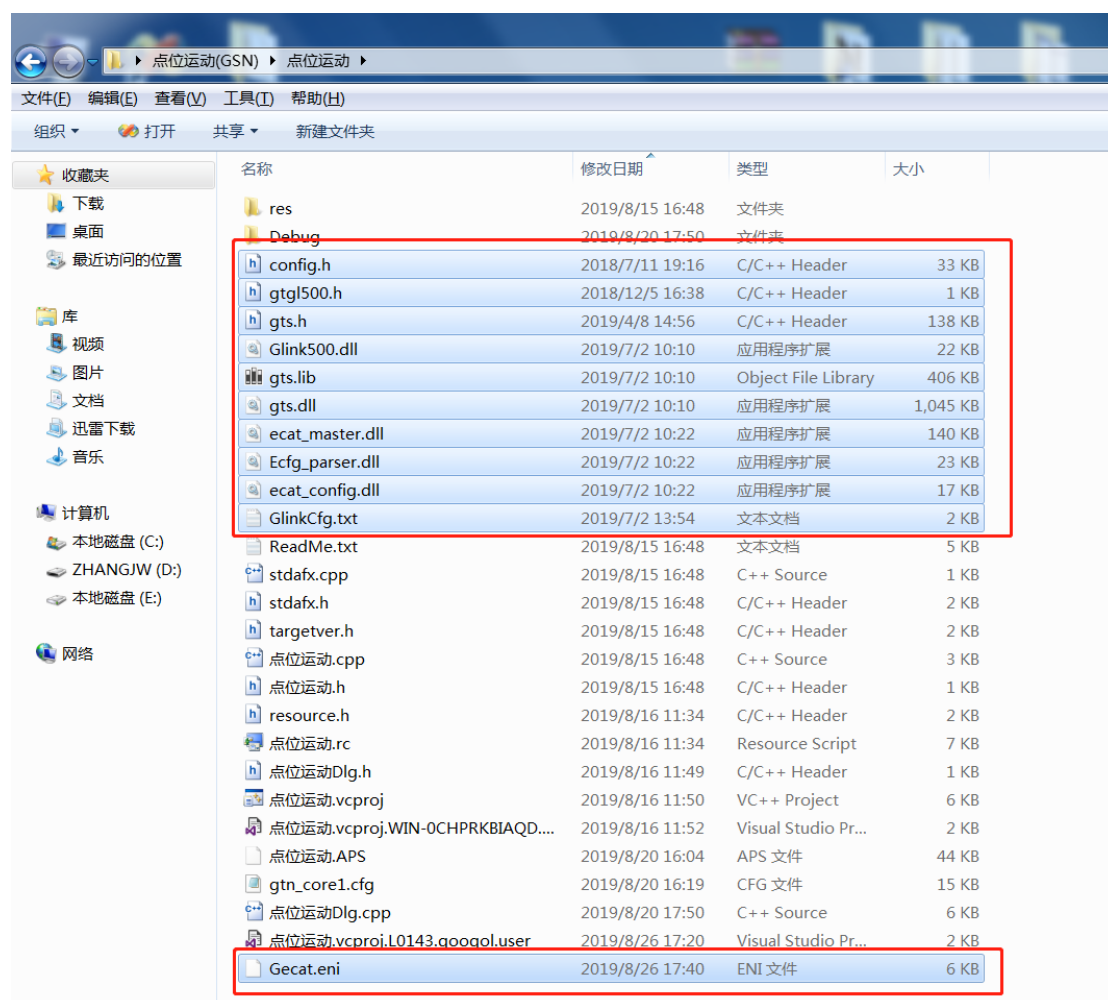 点位运动(GSN) 点位运动
文件(F) 编辑(E) 查看(V) 工具(T) 帮助(H)
组织 打开 共享 新建文件夹
收藏夹
下载
桌面
最近访问的位置
库
视频
图片
文档
迅雷下载
音乐
计算机
本地磁盘 (C:)
ZHANGJW (D:)
本地磁盘 (E:)
网络
名称 修改日期 类型 大小
res 2019/8/15 16:48 文件夹
Debug 2019/8/20 17:50 文件夹
config.h 2018/7/11 19:16 C/C++ Header 33 KB
gtgl500.h 2018/12/5 16:38 C/C++ Header 1 KB
gts.h 2019/4/8 14:56 C/C++ Header 138 KB
Glink500.dll 2019/7/2 10:10 应用程序扩展 22 KB
gts.lib 2019/7/2 10:10 Object File Library 406 KB
gts.dll 2019/7/2 10:10 应用程序扩展 1,045 KB
ecat_master.dll 2019/7/2 10:22 应用程序扩展 140 KB
Ecfg_parser.dll 2019/7/2 10:22 应用程序扩展 23 KB
ecat_config.dll 2019/7/2 10:22 应用程序扩展 17 KB
GlinkCfg.txt 2019/7/2 13:54 文本文档 2 KB
ReadMe.txt 2019/8/15 16:48 文本文档 5 KB
stdafx.cpp 2019/8/15 16:48 C++ Source 1 KB
stdafx.h 2019/8/15 16:48 C/C++ Header 2 KB
targetver.h 2019/8/15 16:48 C/C++ Header 2 KB
点位运动.cpp 2019/8/15 16:48 C++ Source 3 KB
点位运动.h 2019/8/15 16:48 C/C++ Header 1 KB
resource.h 2019/8/16 11:34 C/C++ Header 2 KB
点位运动.rc 2019/8/16 11:34 Resource Script 7 KB
点位运动Dlg.h 2019/8/16 11:49 C/C++ Header 1 KB
点位运动.vcproj 2019/8/16 11:50 VC++ Project 6 KB
点位运动.vcproj.WIN-0CHPRKBIAQD.... 2019/8/16 11:52 Visual Studio Pr... 2 KB
点位运动.APS 2019/8/20 16:04 APS 文件 44 KB
gtn_core1.cfg 2019/8/20 16:19 CFG 文件 15 KB
点位运动Dlg.cpp 2019/8/20 17:50 C++ Source 6 KB
点位运动.vcproj.L0143.googol.user 2019/8/26 17:20 Visual Studio Pr... 2 KB
Gecat.eni 2019/8/26 17:40 ENI 文件 6 KB